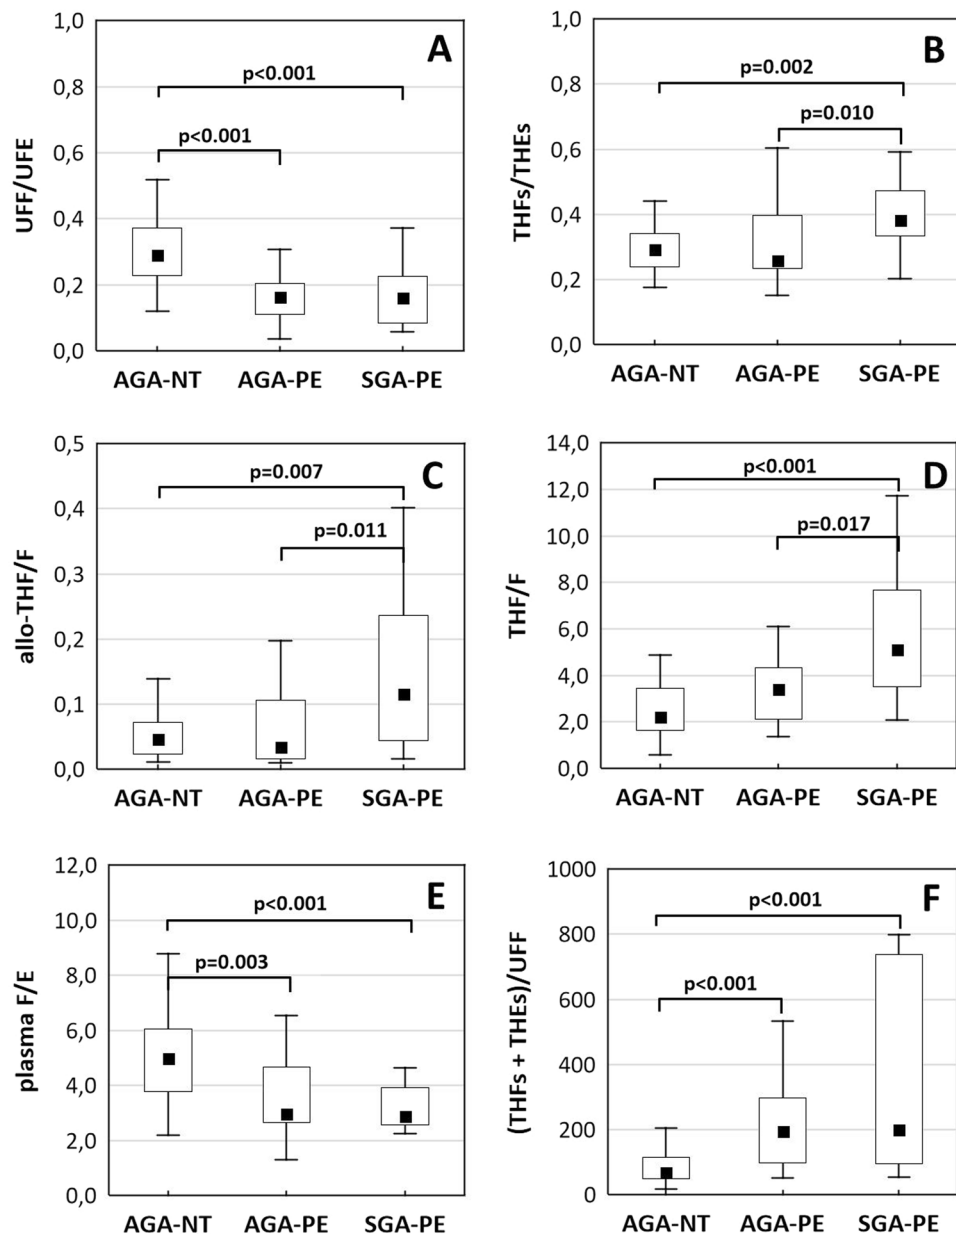 A
1,0
0,8
0,6
0,4
0,2
0,0
UFF/UFE
p<0.001
p<0.001
AGA-NT AGA-PE SGA-PE
B
1,0
0,8
0,6
0,4
0,2
0,0
THFs/THEs
p=0.002
p=0.010
AGA-NT AGA-PE SGA-PE
C
0,5
0,4
0,3
0,2
0,1
0,0
allo-THF/F
p=0.007
p=0.011
AGA-NT AGA-PE SGA-PE
D
14,0
12,0
10,0
8,0
6,0
4,0
2,0
0,0
THF/F
p<0.001
p=0.017
AGA-NT AGA-PE SGA-PE
E
12,0
10,0
8,0
6,0
4,0
2,0
0,0
plasma F/E
p<0.001
p=0.003
AGA-NT AGA-PE SGA-PE
F
1000
800
600
400
200
0
(THFs + THEs)/UFF
p<0.001
p<0.001
AGA-NT AGA-PE SGA-PE